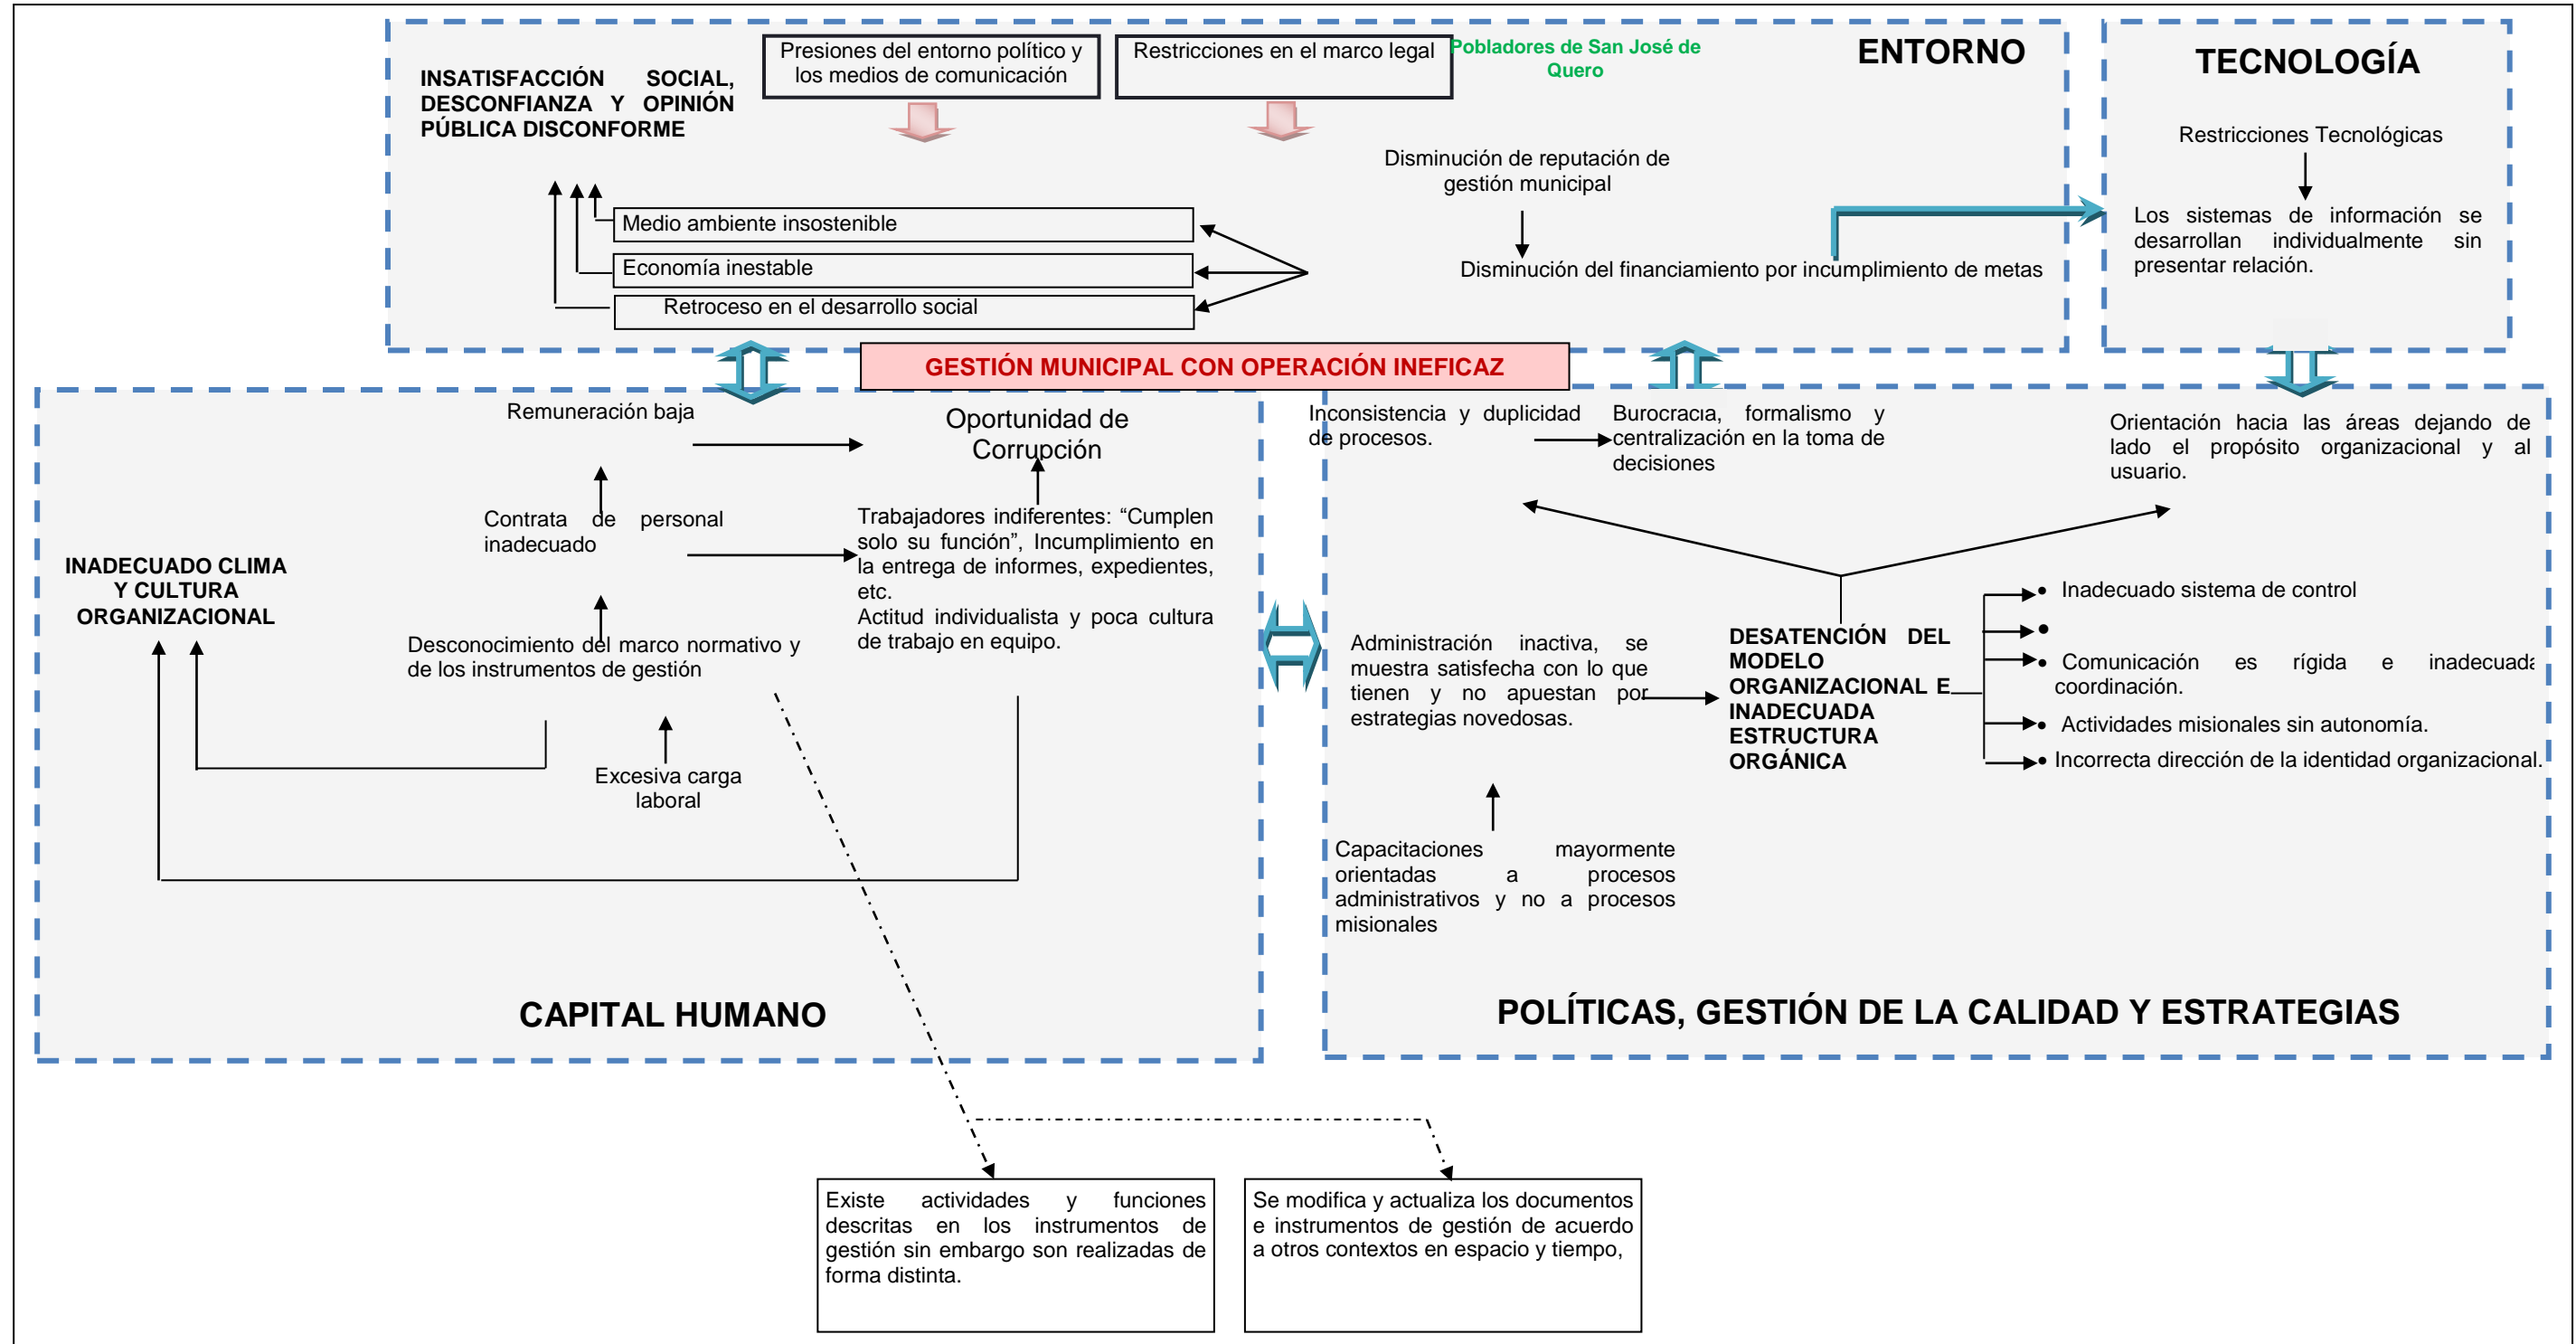 INSATISFACCIÓN SOCIAL,
DESCONFIANZA Y OPINIÓN
PÚBLICA DISCONFORME
Presiones del entorno político y
los medios de comunicación
Restricciones en el marco legal
Pobladores de San José de
Quero
ENTORNO
Disminución de reputación de
gestión municipal
Medio ambiente insostenible
Economía inestable
Retroceso en el desarrollo social
Disminución del financiamiento por incumplimiento de metas
TECNOLOGÍA
Restricciones Tecnológicas
Los sistemas de información se
desarrollan individualmente sin
presentar relación.
GESTIÓN MUNICIPAL CON OPERACIÓN INEFICAZ
Remuneración baja
Oportunidad de
Corrupción
Contrata de personal
inadecuado
Trabajadores indiferentes: “Cumplen
solo su función”, Incumplimiento en
la entrega de informes, expedientes,
etc.
Actitud individualista y poca cultura
de trabajo en equipo.
INADECUADO CLIMA
Y CULTURA
ORGANIZACIONAL
Desconocimiento del marco normativo y
de los instrumentos de gestión
Excesiva carga
laboral
CAPITAL HUMANO
Inconsistencia y duplicidad
de procesos.
Burocracia, formalismo y
centralización en la toma de
decisiones
Orientación hacia las áreas dejando de
lado el propósito organizacional y al
usuario.
Administración inactiva, se
muestra satisfecha con lo que
tienen y no apuestan por
estrategias novedosas.
DESATENCIÓN DEL
MODELO
ORGANIZACIONAL E
INADECUADA
ESTRUCTURA
ORGÁNICA
• Inadecuado sistema de control
•
• Comunicación es rígida e inadecuada
coordinación.
• Actividades misionales sin autonomía.
• Incorrecta dirección de la identidad organizacional.
Capacitaciones mayormente
orientadas a procesos
administrativos y no a procesos
misionales
POLÍTICAS, GESTIÓN DE LA CALIDAD Y ESTRATEGIAS
Existe actividades y funciones
descritas en los instrumentos de
gestión sin embargo son realizadas de
forma distinta.
Se modifica y actualiza los documentos
e instrumentos de gestión de acuerdo
a otros contextos en espacio y tiempo,